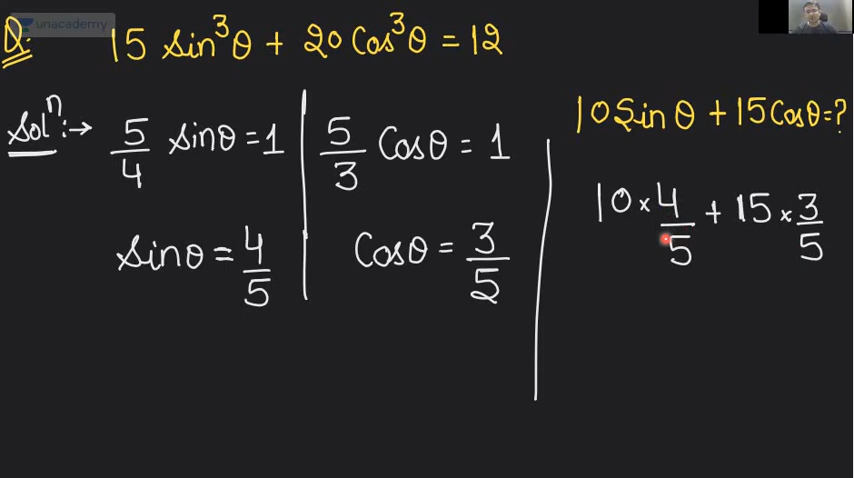 unacademy
Q: 15 sin³θ + 20 Cos³θ = 12
10 Sin θ + 15 Cosθ = ?
Solⁿ :→ 5/4 sinθ = 1
5/3 Cosθ = 1
10 × 4/5 + 15 × 3/5
sinθ = 4/5
Cosθ = 3/5